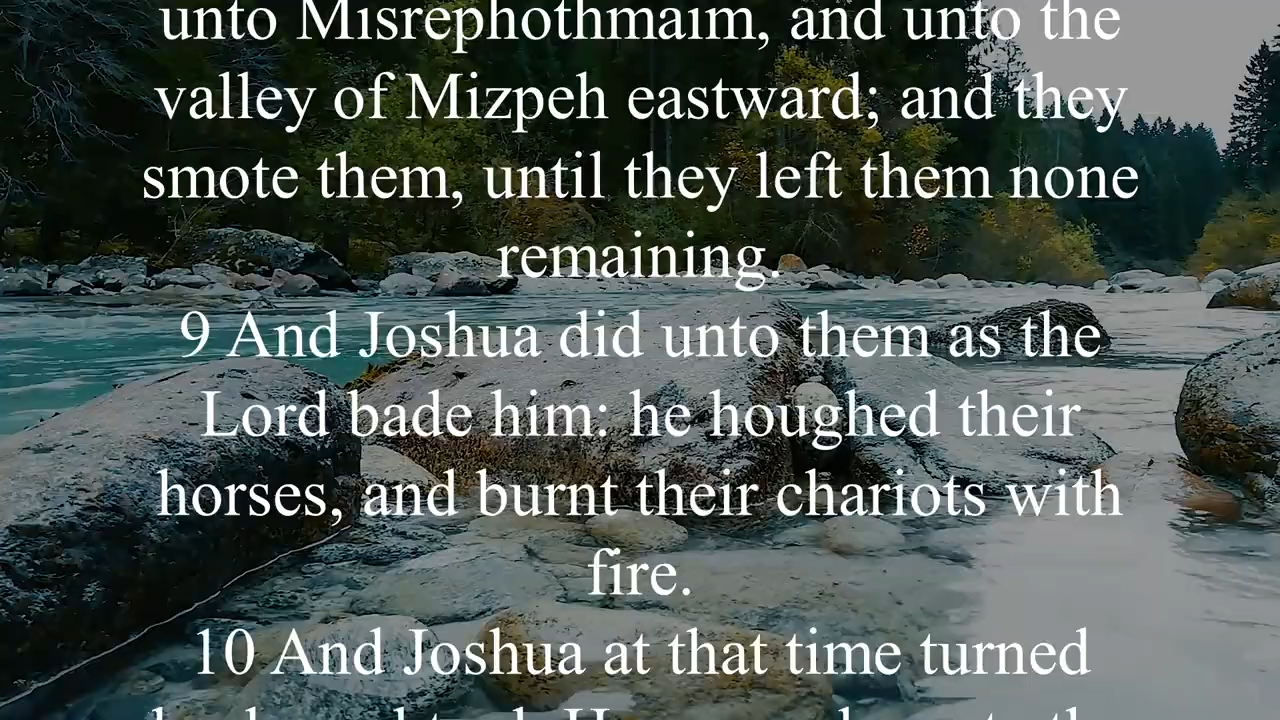 unto Misrephothmaim, and unto the
valley of Mizpeh eastward; and they
smote them, until they left them none
remaining.
9 And Joshua did unto them as the
Lord bade him: he houghed their
horses, and burnt their chariots with
fire.
10 And Joshua at that time turned